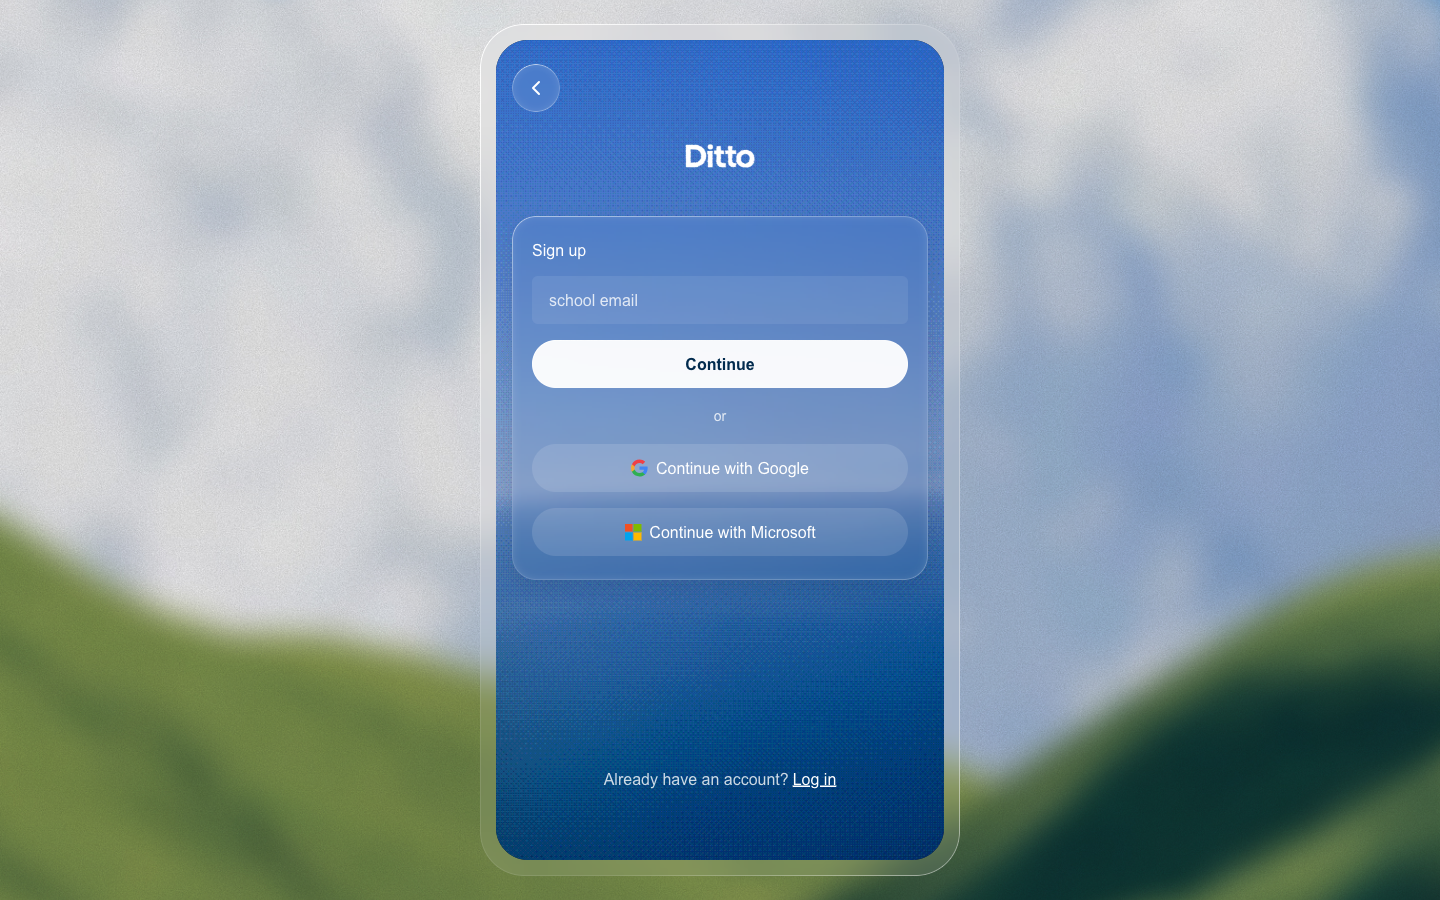 Ditto
Sign up
school email
Continue
or
Continue with Google
Continue with Microsoft
Already have an account? Log in